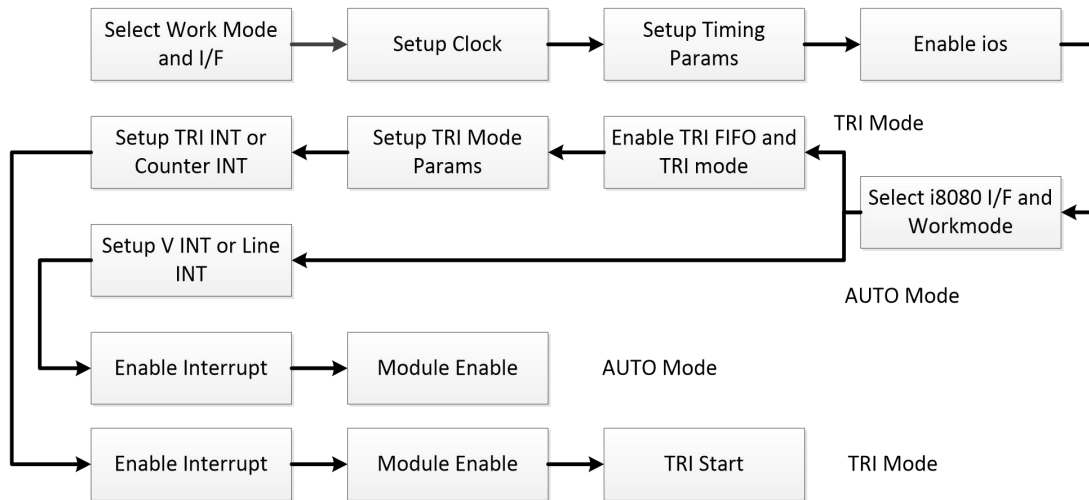 Select Work Mode
and I/F
Setup Clock
Setup Timing
Params
Enable ios
Setup TRI INT or
Counter INT
Setup TRI Mode
Params
Enable TRI FIFO and
TRI mode
TRI Mode
Select i8080 I/F and
Workmode
Setup V INT or Line
INT
AUTO Mode
Enable Interrupt
Module Enable
AUTO Mode
Enable Interrupt
Module Enable
TRI Start
TRI Mode